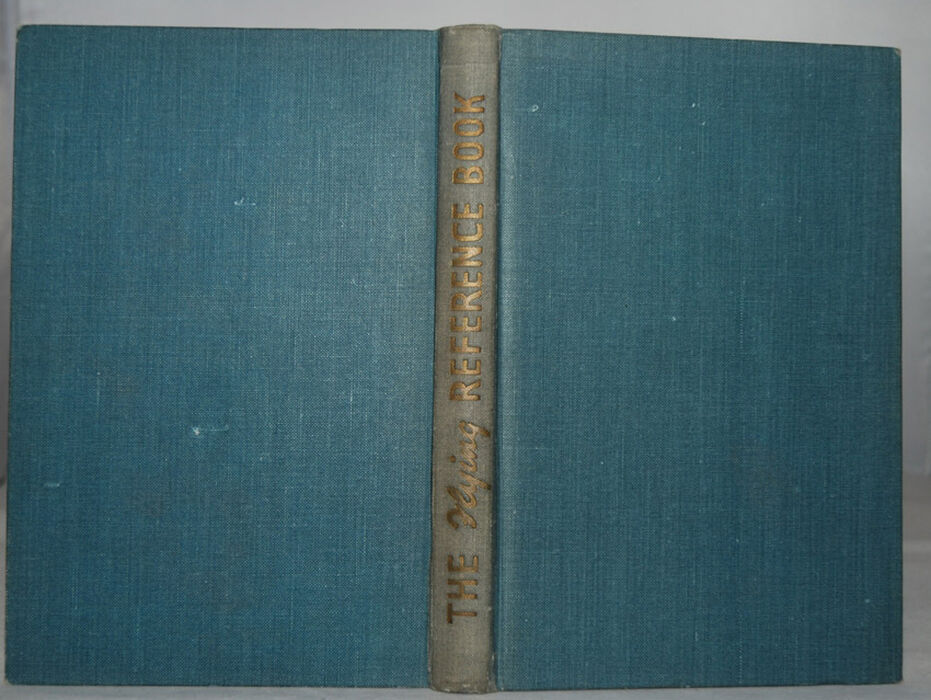 THE Flying REFERENCE BOOK